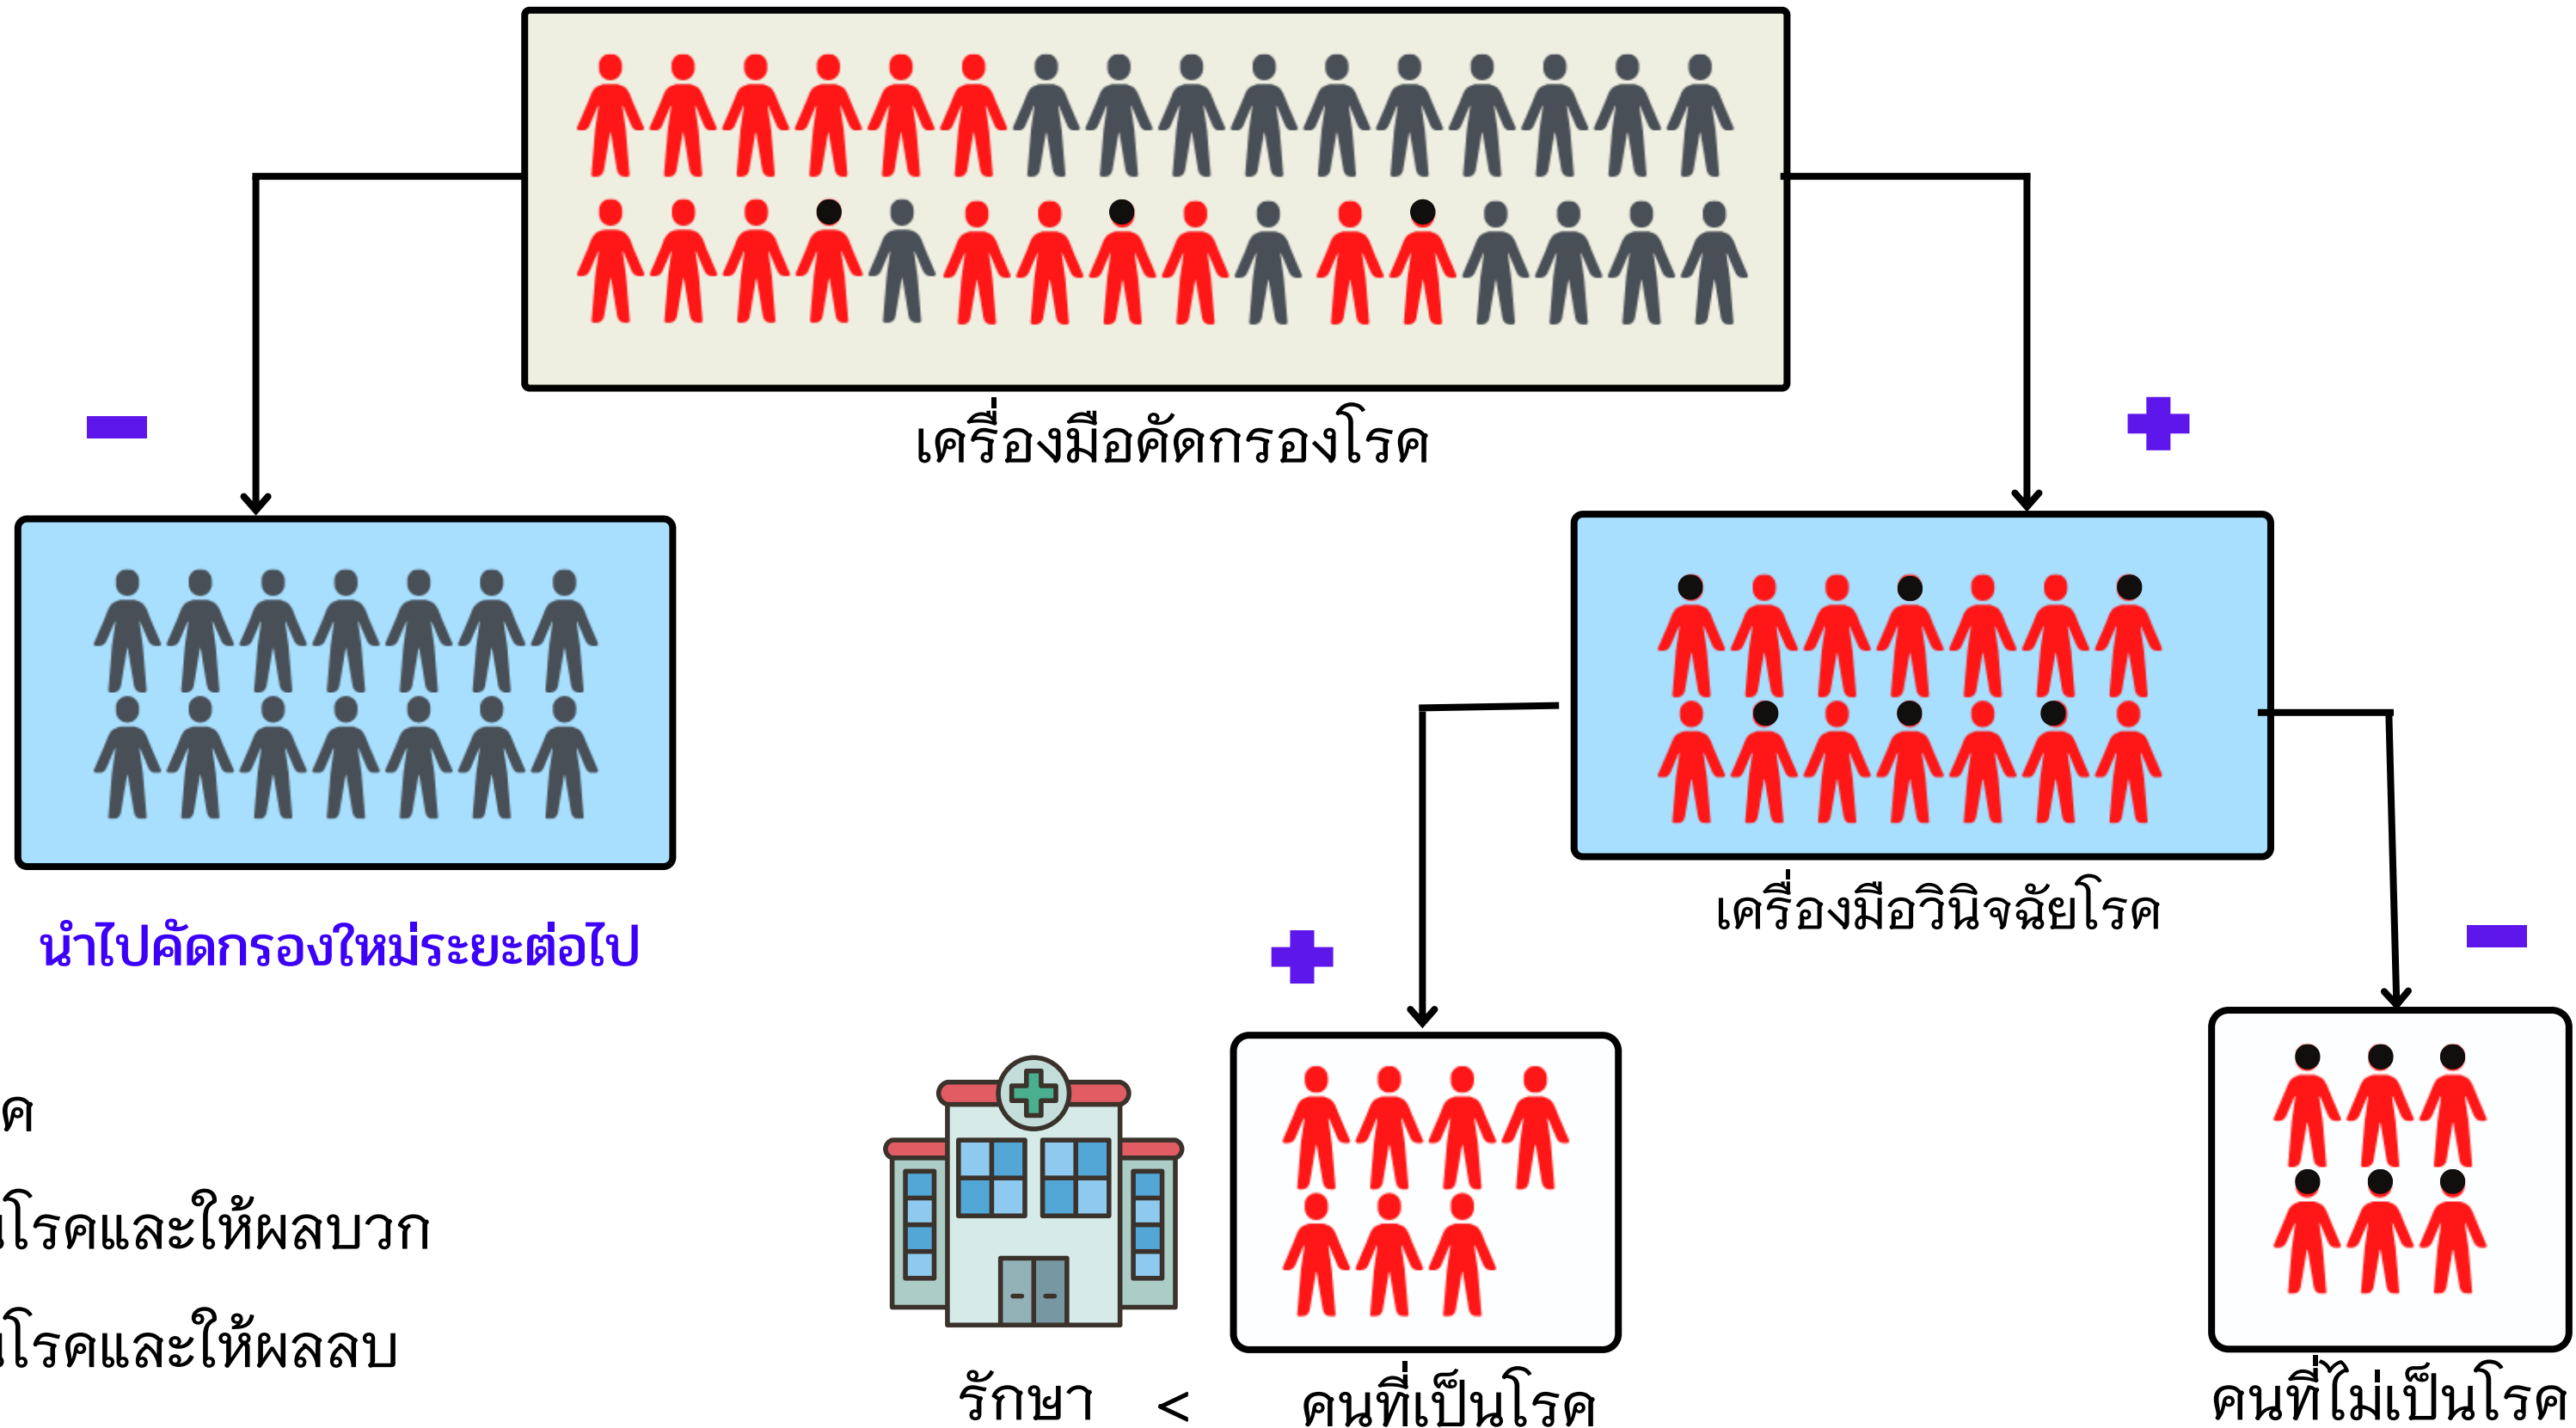 เครื่องมือคัดกรองโรค
เครื่องมือวินิจฉัยโรค
นำไปคัดกรองใหม่ระยะต่อไป
ค
นโรคและให้ผลบวก
นโรคและให้ผลลบ
รักษา < คนที่เป็นโรค
คนที่ไม่เป็นโรค